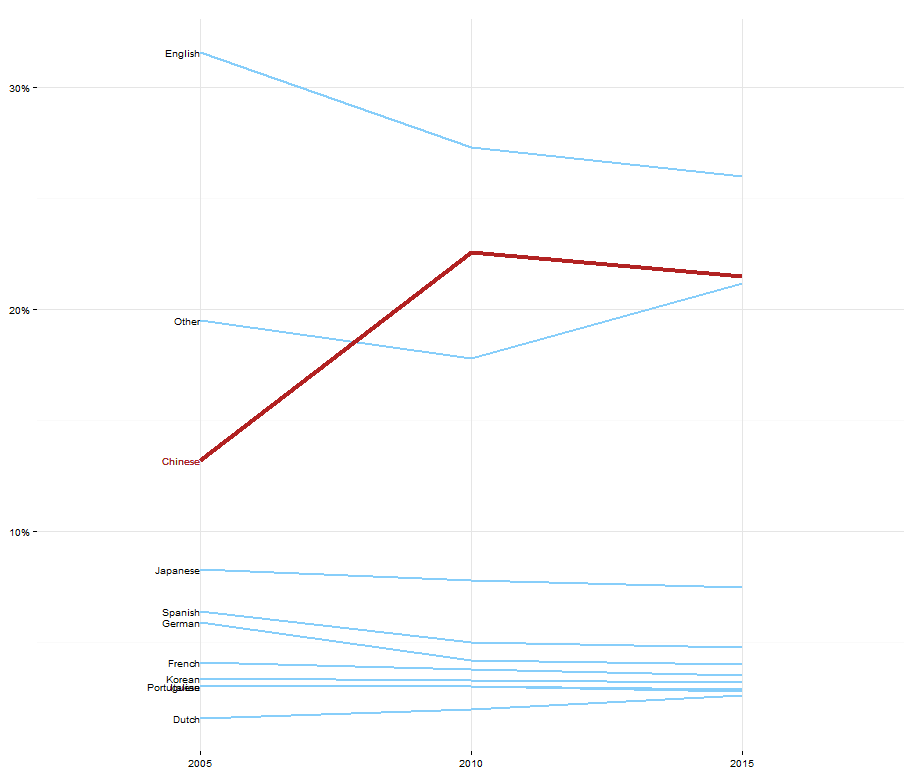 English
30%
20%
Other
Chinese
10%
Japanese
Spanish
German
French
Korean
Portuguese
Dutch
2005 2010 2015